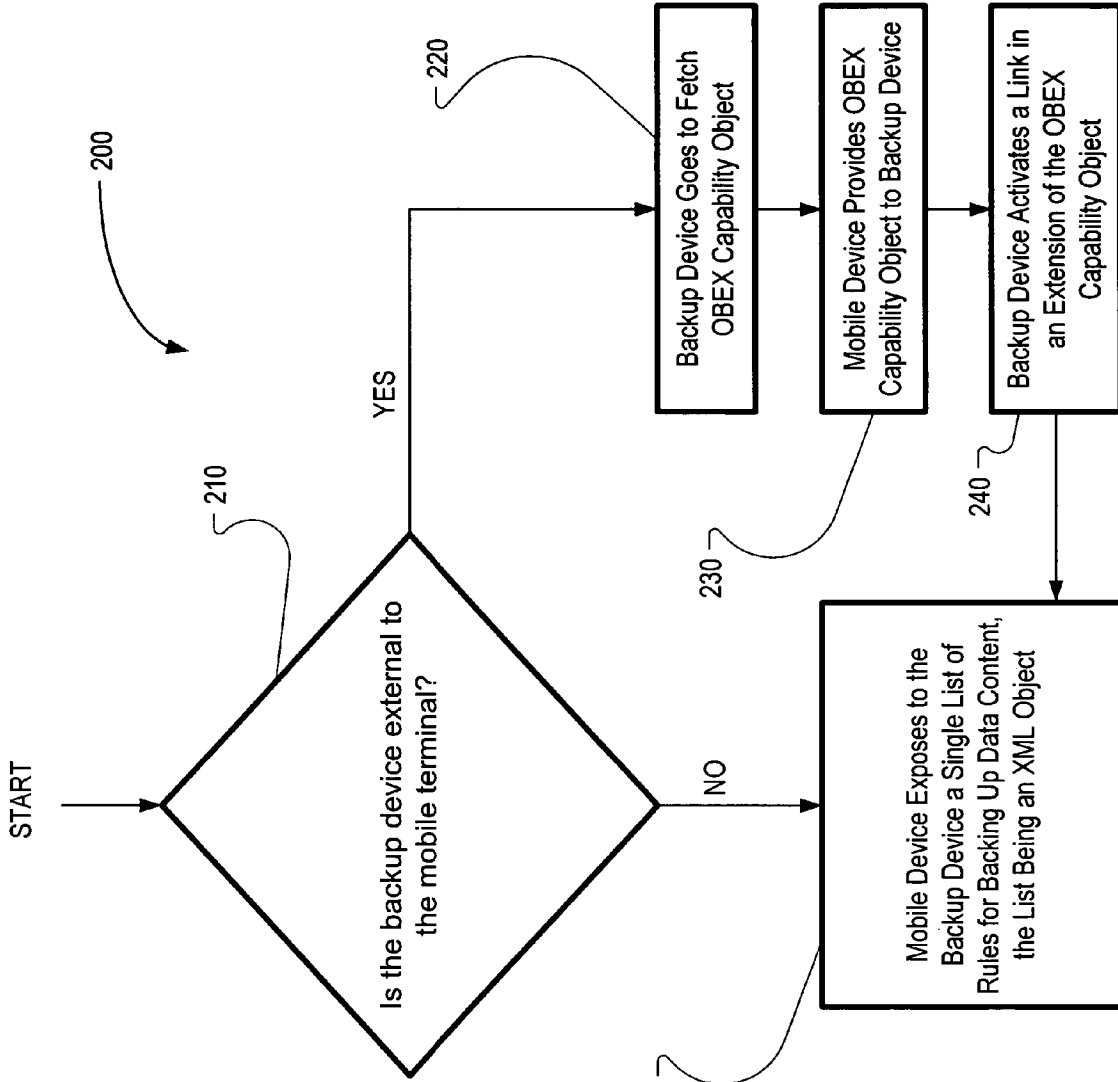 START
200
210
Is the backup device external to
the mobile terminal?
YES
NO
220
Backup Device Goes to Fetch
OBEX Capability Object
230
Mobile Device Provides OBEX
Capability Object to Backup Device
240
Backup Device Activates a Link in
an Extension of the OBEX
Capability Object
Mobile Device Exposes to the
Backup Device a Single List of
Rules for Backing Up Data Content,
the List Being an XML Object